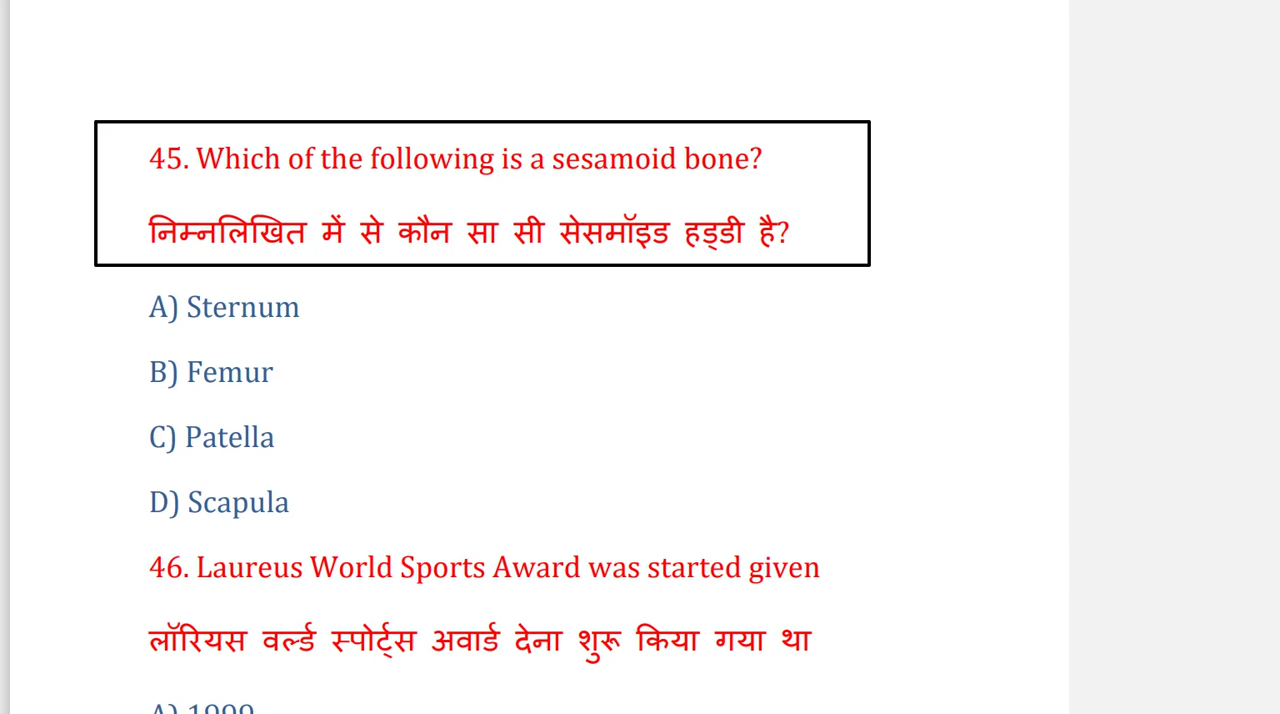 45. Which of the following is a sesamoid bone?
निम्नलिखित में से कौन सा सी सेसमॉइड हड्डी है?
A) Sternum
B) Femur
C) Patella
D) Scapula
46. Laureus World Sports Award was started given
लॉरियस वर्ल्ड स्पोर्ट्स अवार्ड देना शुरू किया गया था
A) 1999